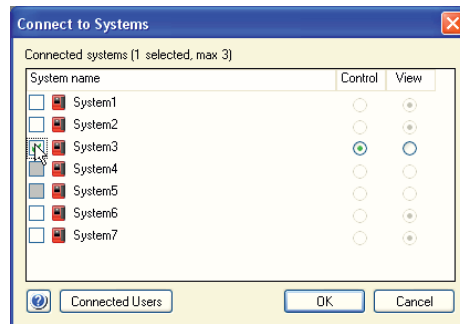 Connect to Systems
Connected systems (1 selected, max 3)
System name Control View
System1
System2
System3
System4
System5
System6
System7
Connected Users OK Cancel